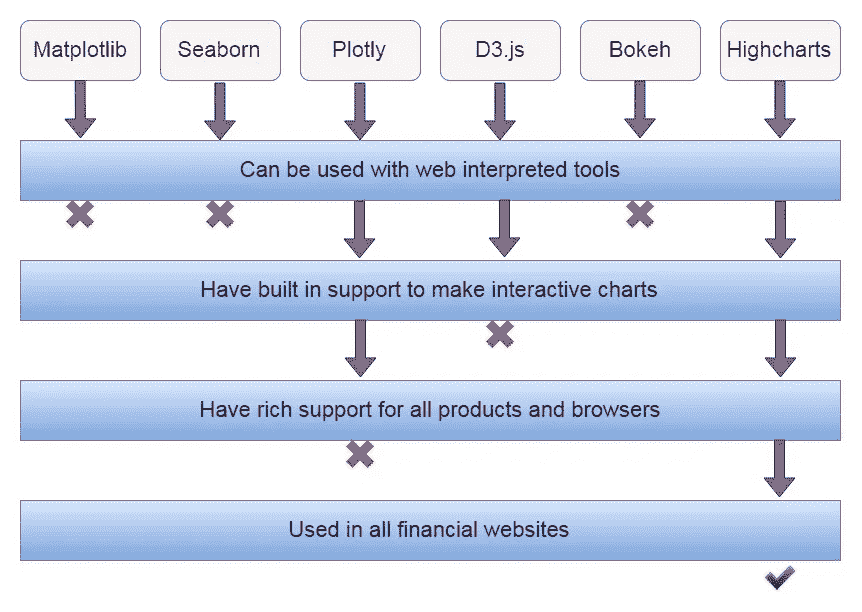 Matplotlib Seaborn Plotly D3.js Bokeh Highcharts
Can be used with web interpreted tools
Have built in support to make interactive charts
Have rich support for all products and browsers
Used in all financial websites